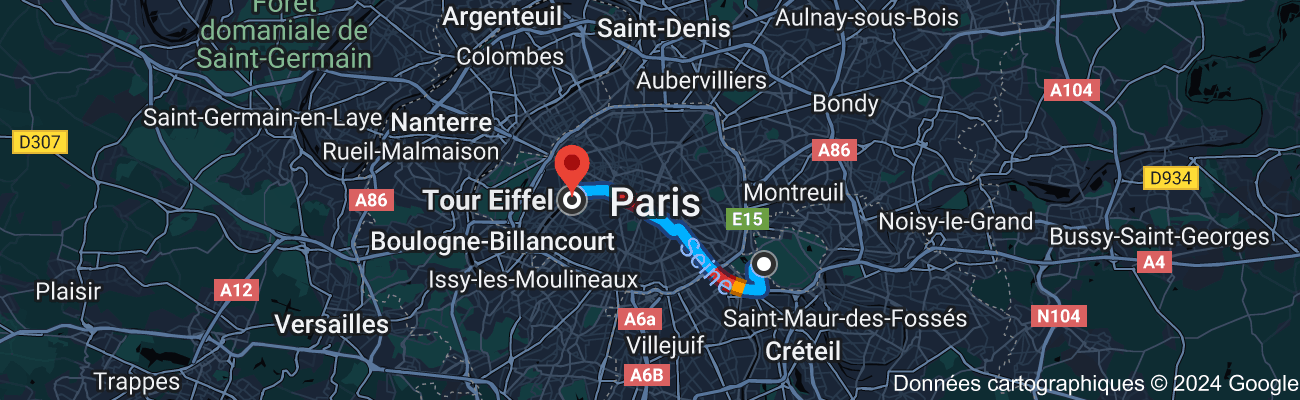 Forêt
domaniale de
Saint-Germain
Argenteuil
Saint-Denis
Aulnay-sous-Bois
Colombes
Aubervilliers
A104
Bondy
Saint-Germain-en-Laye
Nanterre
D307
Rueil-Malmaison
A86
D934
A86
Tour Eiffel
Paris
Montreuil
E15
Noisy-le-Grand
Boulogne-Billancourt
Bussy-Saint-Georges
Seine
A4
Issy-les-Moulineaux
Plaisir
A12
Versailles
A6a
Saint-Maur-des-Fossés
N104
Villejuif
Créteil
A6B
Trappes
Données cartographiques © 2024 Google